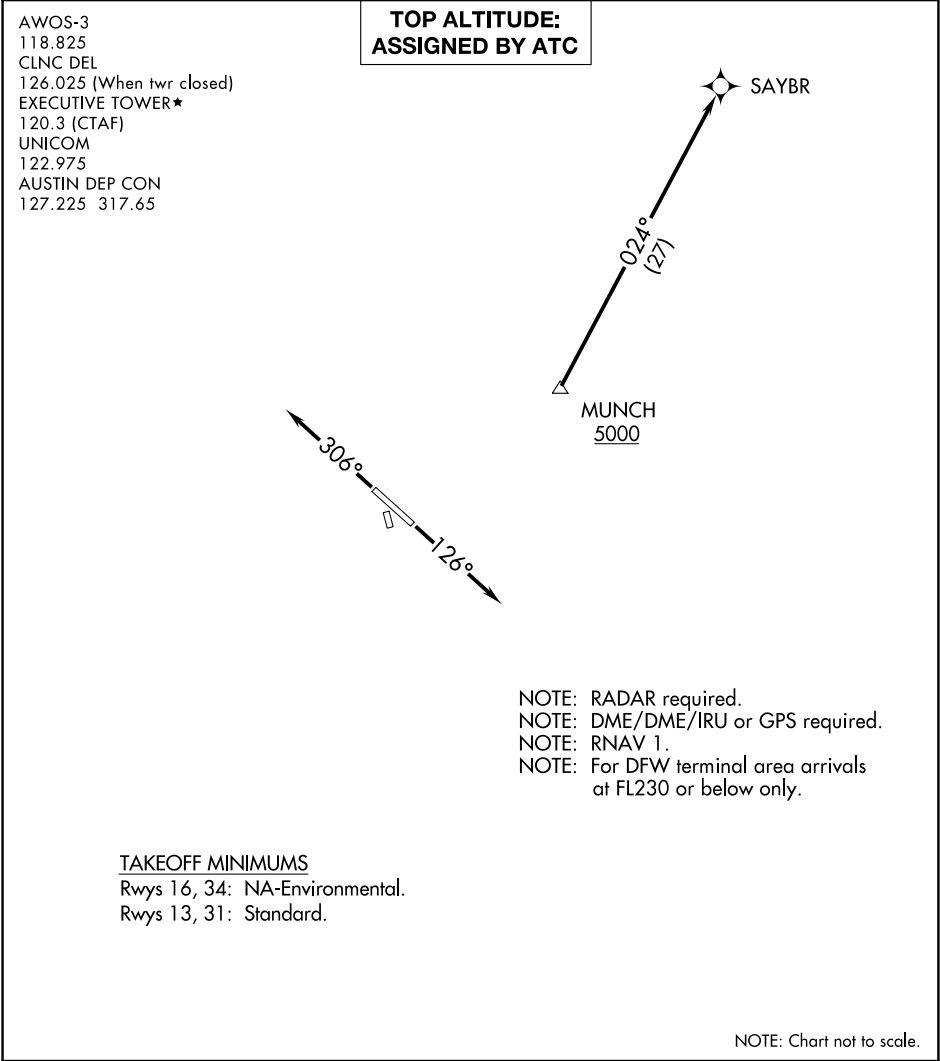 AWOS-3
118.825
CLNC DEL
126.025 (When twr closed)
EXECUTIVE TOWER★
120.3 (CTAF)
UNICOM
122.975
AUSTIN DEP CON
127.225 317.65
TOP ALTITUDE:
ASSIGNED BY ATC
SAYBR
024°
(27)
MUNCH
5000
306°
126°
NOTE: RADAR required.
NOTE: DME/DME/IRU or GPS required.
NOTE: RNAV 1.
NOTE: For DFW terminal area arrivals
at FL230 or below only.
TAKEOFF MINIMUMS
Rwys 16, 34: NA-Environmental.
Rwys 13, 31: Standard.
NOTE: Chart not to scale.